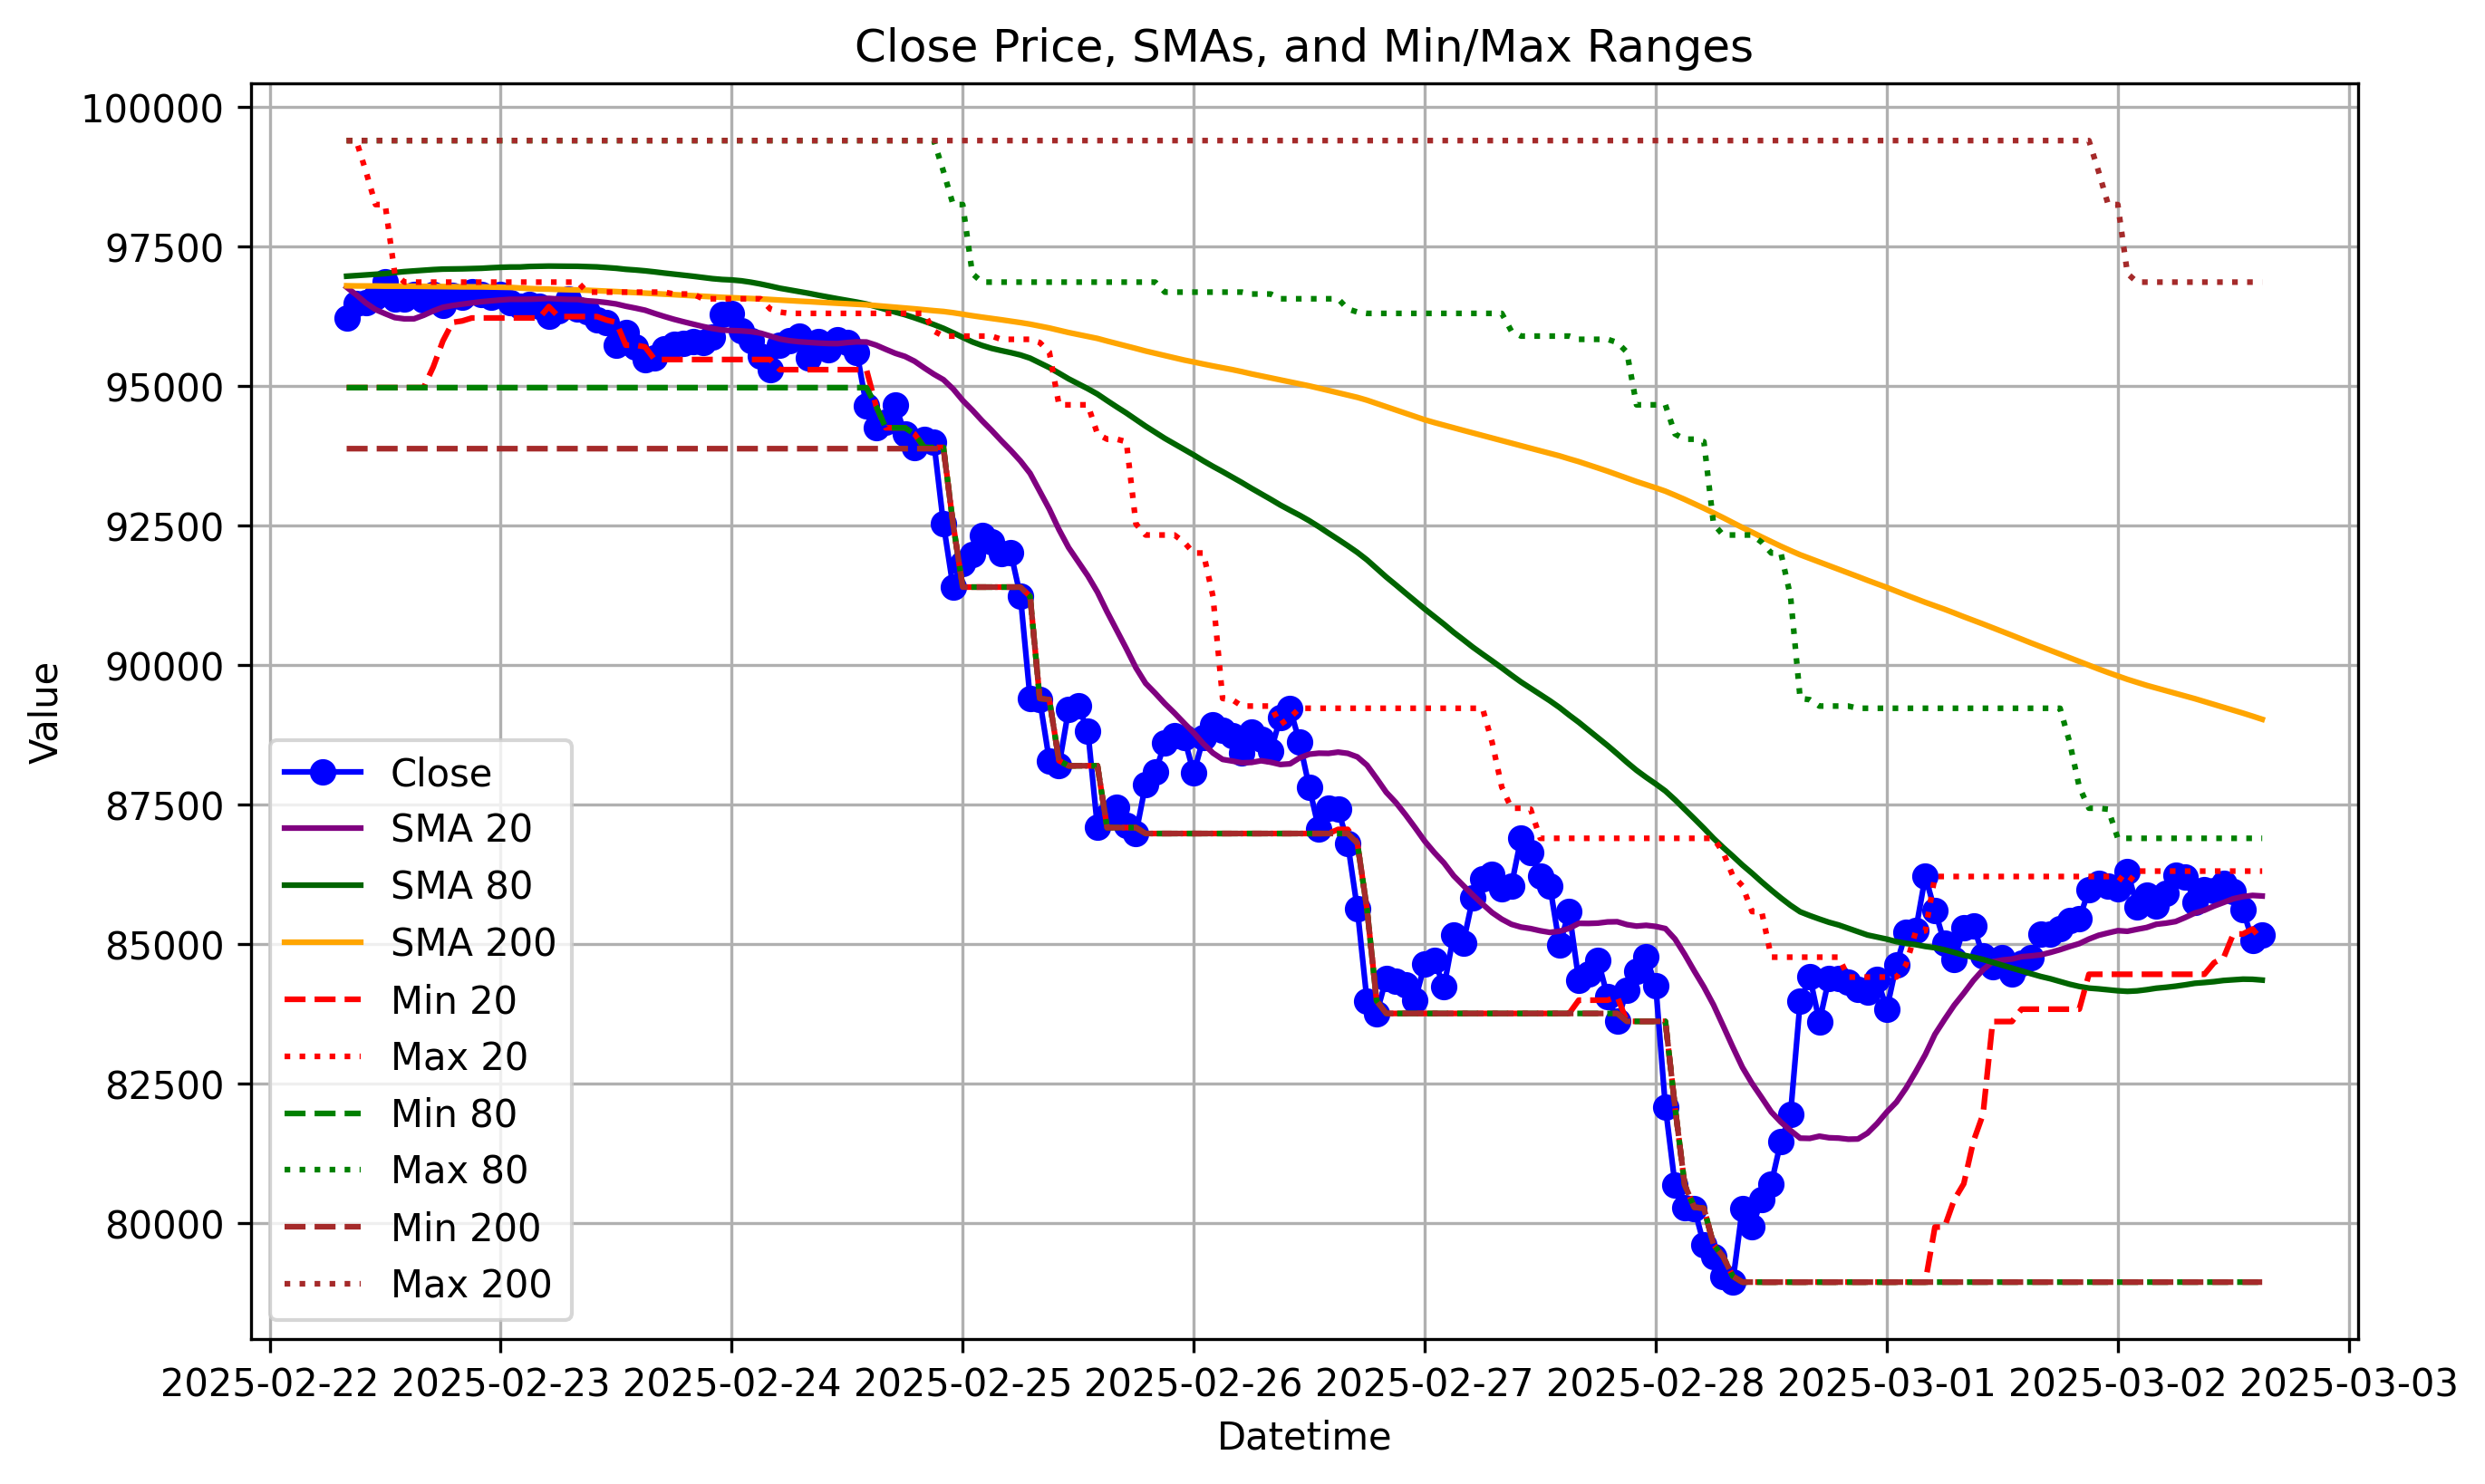 Close Price, SMAs, and Min/Max Ranges
100000
97500
95000
92500
90000
87500
85000
82500
80000
Value
Close
SMA 20
SMA 80
SMA 200
Min 20
Max 20
Min 80
Max 80
Min 200
Max 200
2025-02-22 2025-02-23 2025-02-24 2025-02-25 2025-02-26 2025-02-27 2025-02-28 2025-03-01 2025-03-02 2025-03-03
Datetime